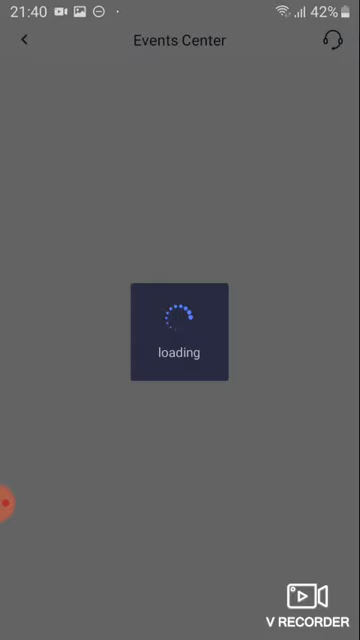 21:40
42%
Events Center
loading
V RECORDER